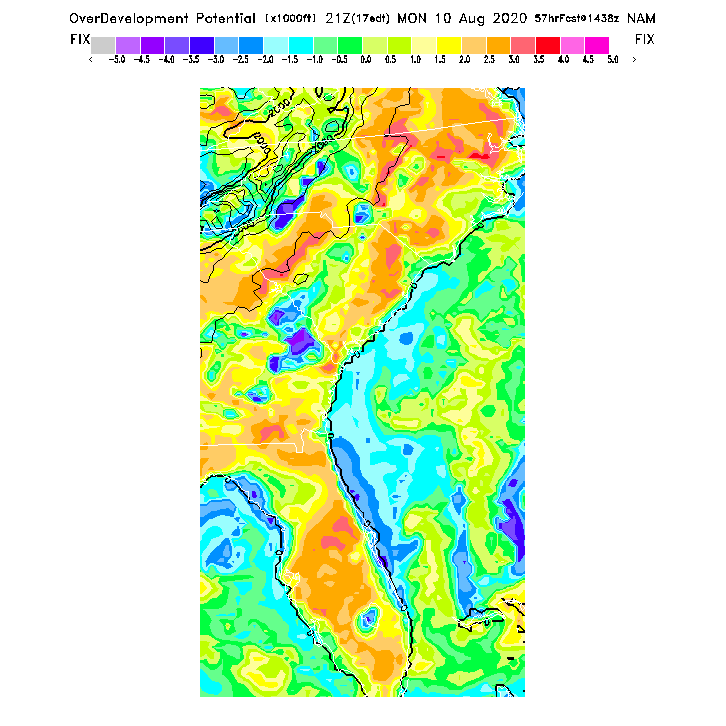 OverDevelopment Potential [x1000ft] 21Z(17edt) MON 10 Aug 2020 57hrFcst@1438z NAM
FIX FIX
< -5.0 -4.5 -4.0 -3.5 -3.0 -2.5 -2.0 -1.5 -1.0 -0.5 0.0 0.5 1.0 1.5 2.0 2.5 3.0 3.5 4.0 4.5 5.0 >
2000
2000